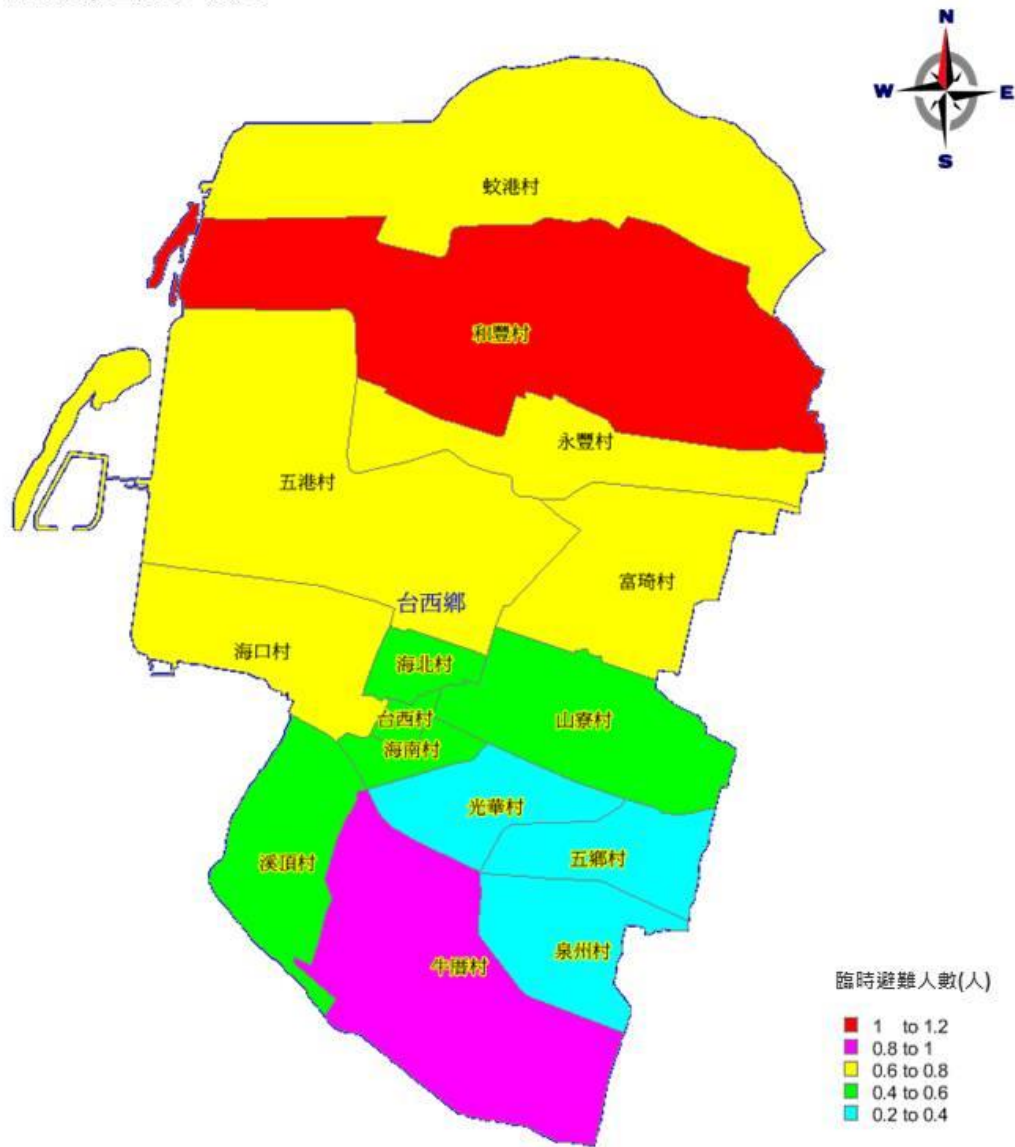 N
W E
S
蚊港村
和豐村
永豐村
五港村
富琦村
台西鄉
海口村
海北村
台西村
山寮村
海南村
光華村
五鄉村
溪頂村
泉州村
牛厝村
臨時避難人數(人)
1 to 1.2
0.8 to 1
0.6 to 0.8
0.4 to 0.6
0.2 to 0.4